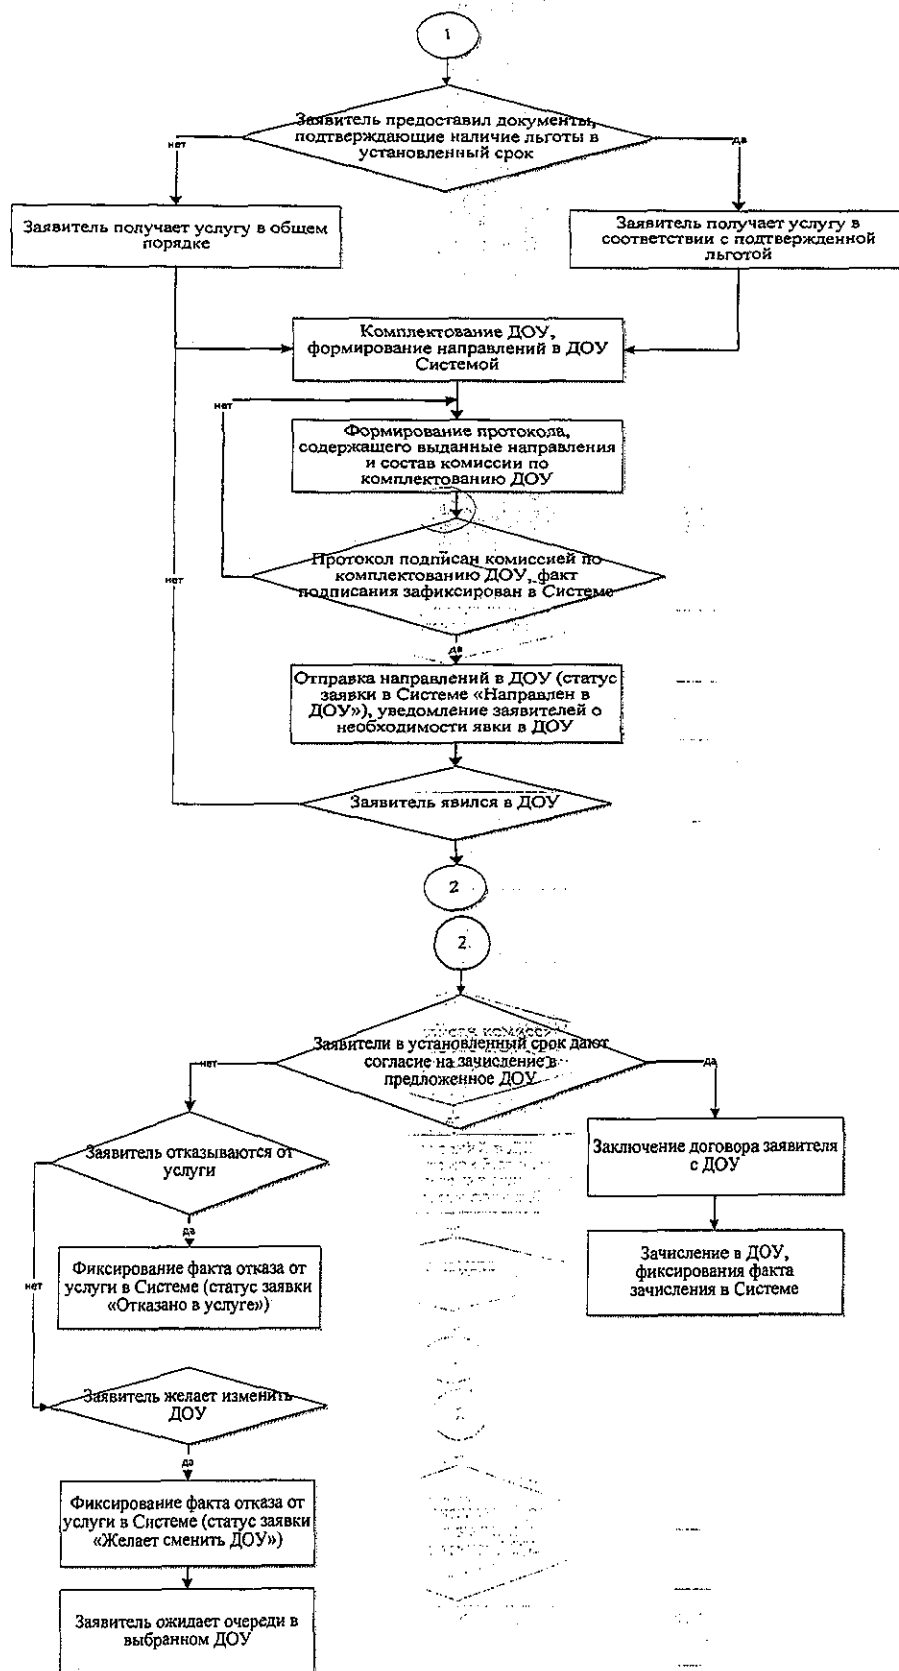 1
Заявитель предоставил документы,
подтверждающие наличие льготы в
установленный срок
нет
да
Заявитель получает услугу в общем
порядке
Заявитель получает услугу в
соответствии с подтвержденной
льготой
Комплектование ДОУ,
формирование направлений в ДОУ
Системой
нет
Формирование протокола,
содержащего выданные направления
и состав комиссии по
комплектованию ДОУ
Протокол подписан комиссией по
комплектованию ДОУ, факт
подписания зафиксирован в Системе
нет
да
Отправка направлений в ДОУ (статус
заявки в Системе «Направлен в
ДОУ»), уведомление заявителей о
необходимости явки в ДОУ
Заявитель явился в ДОУ
2
2
Заявители в установленный срок дают
согласие на зачисление в
предложенное ДОУ
нет
да
Заявитель отказываются от
услуги
Заключение договора заявителя
с ДОУ
да
нет
Фиксирование факта отказа от
услуги в Системе (статус заявки
«Отказано в услуге»)
Зачисление в ДОУ,
фиксирования факта
зачисления в Системе
Заявитель желает изменить
ДОУ
да
Фиксирование факта отказа от
услуги в Системе (статус заявки
«Желает сменить ДОУ»)
Заявитель ожидает очереди в
выбранном ДОУ